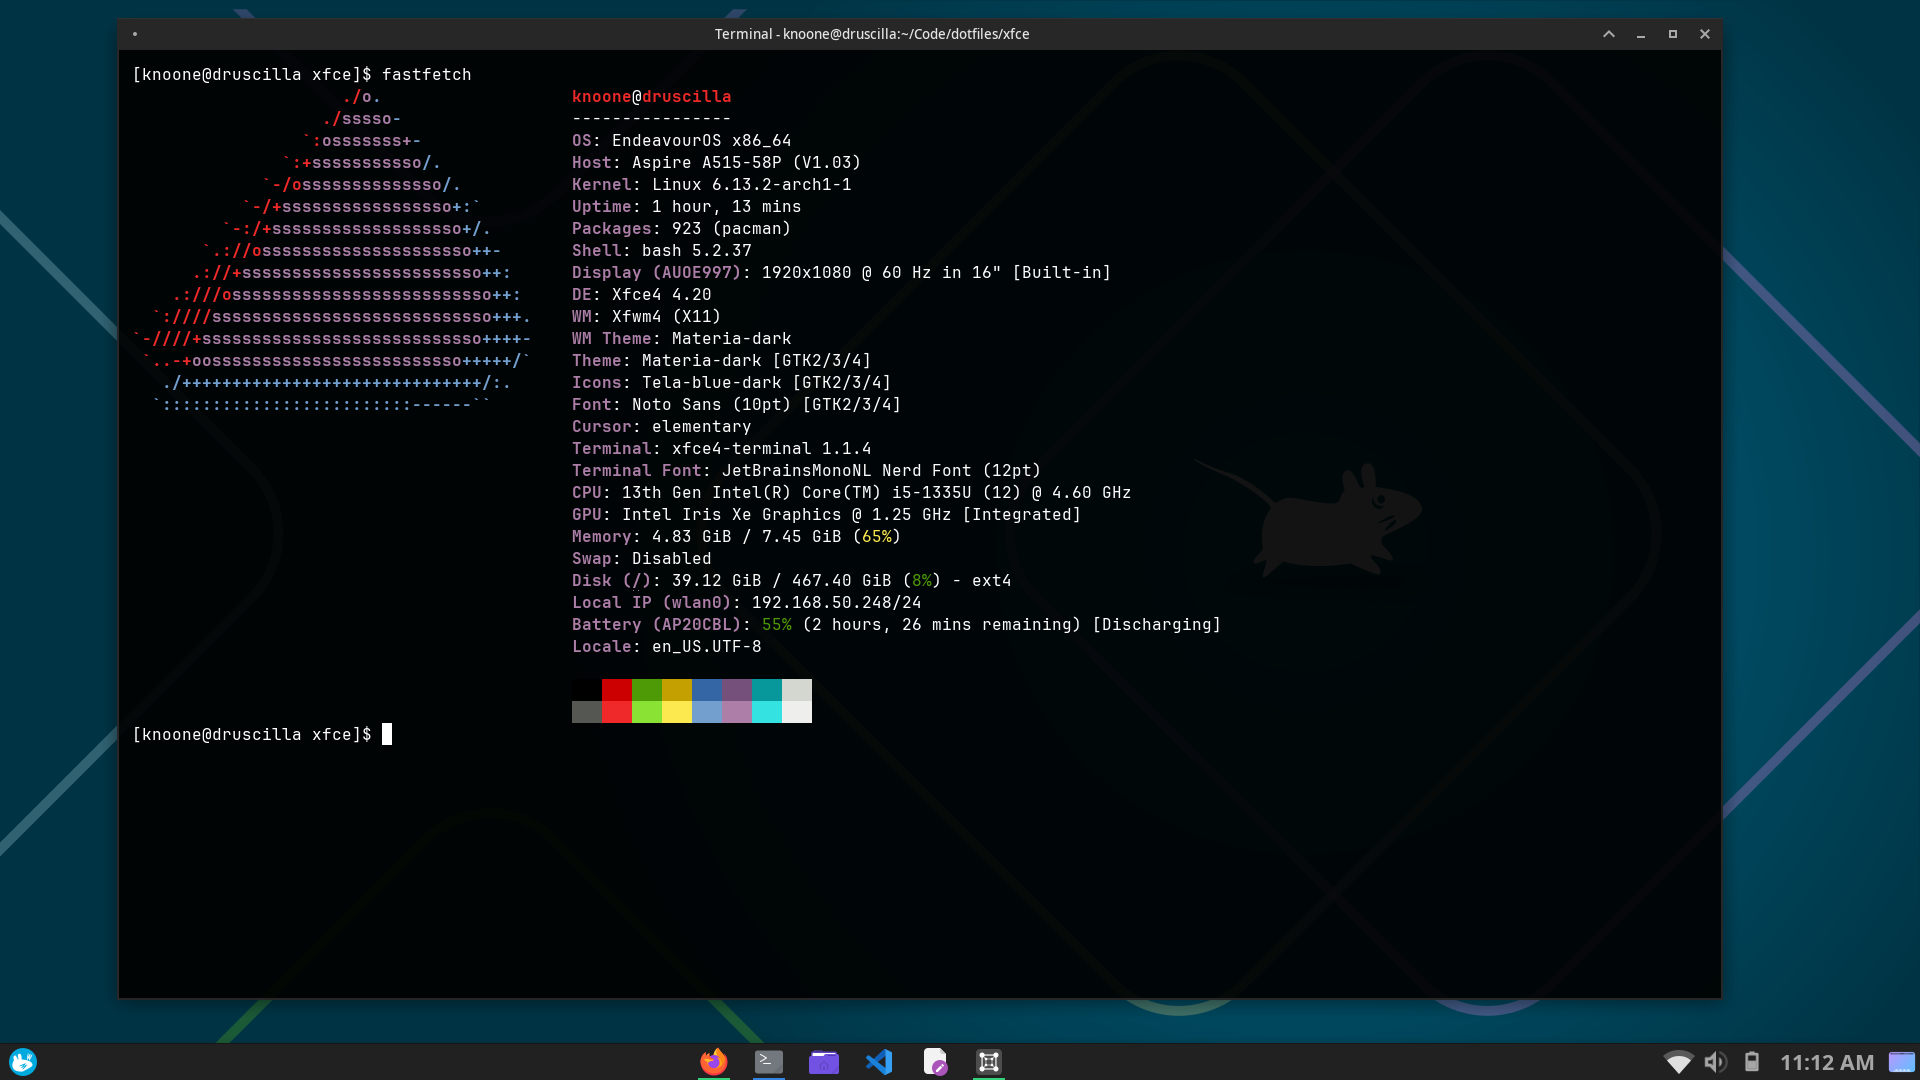 Terminal - knoone@druscilla:~/Code/dotfiles/xfce
[knoone@druscilla xfce]$ fastfetch
./o.
./sssso-
`:osssssss+-
`:+sssssssssso/.
`-/ossssssssssssso/.
`-/+sssssssssssssssso+:`
`-:/+sssssssssssssssssso+/.
`.://osssssssssssssssssssso++-
.://+ssssssssssssssssssssssso++:
.:///ossssssssssssssssssssssssso++:
`:////ssssssssssssssssssssssssssso+++.
`-////+ssssssssssssssssssssssssssso++++-
`..-+oosssssssssssssssssssssssso+++++/`
./++++++++++++++++++++++++++++++/:.
`:::::::::::::::::::::::::------``
knoone@druscilla
----------------
OS: EndeavourOS x86_64
Host: Aspire A515-58P (V1.03)
Kernel: Linux 6.13.2-arch1-1
Uptime: 1 hour, 13 mins
Packages: 923 (pacman)
Shell: bash 5.2.37
Display (AUOE997): 1920x1080 @ 60 Hz in 16" [Built-in]
DE: Xfce4 4.20
WM: Xfwm4 (X11)
WM Theme: Materia-dark
Theme: Materia-dark [GTK2/3/4]
Icons: Tela-blue-dark [GTK2/3/4]
Font: Noto Sans (10pt) [GTK2/3/4]
Cursor: elementary
Terminal: xfce4-terminal 1.1.4
Terminal Font: JetBrainsMonoNL Nerd Font (12pt)
CPU: 13th Gen Intel(R) Core(TM) i5-1335U (12) @ 4.60 GHz
GPU: Intel Iris Xe Graphics @ 1.25 GHz [Integrated]
Memory: 4.83 GiB / 7.45 GiB (65%)
Swap: Disabled
Disk (/): 39.12 GiB / 467.40 GiB (8%) - ext4
Local IP (wlan0): 192.168.50.248/24
Battery (AP20CBL): 55% (2 hours, 26 mins remaining) [Discharging]
Locale: en_US.UTF-8
[knoone@druscilla xfce]$
11:12 AM